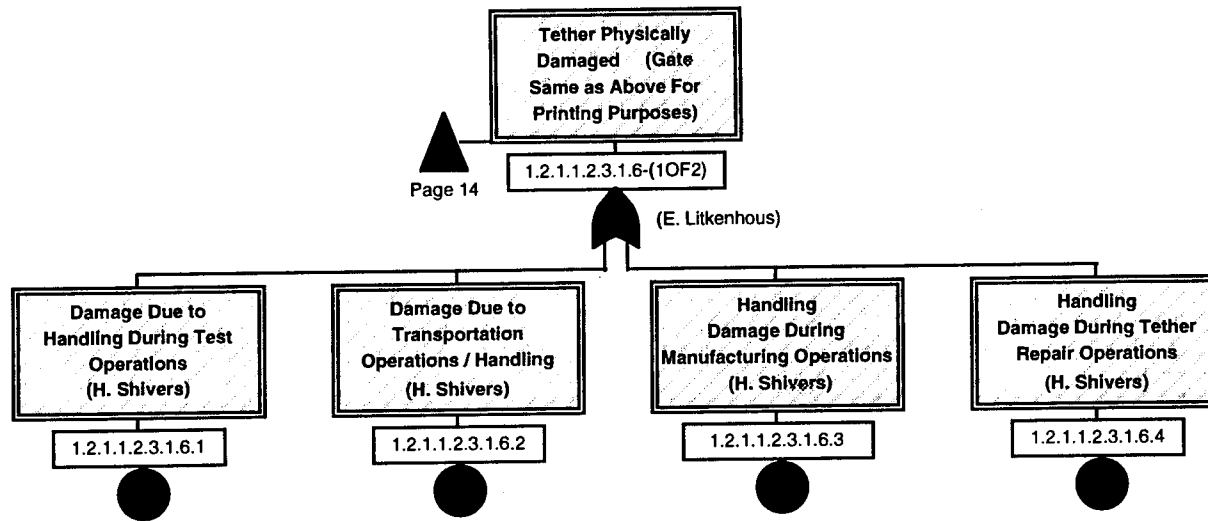 Tether Physically
Damaged (Gate
Same as Above For
Printing Purposes)
Page 14
1.2.1.1.2.3.1.6-(1OF2)
(E. Litkenhous)
Damage Due to
Handling During Test
Operations
(H. Shivers)
1.2.1.1.2.3.1.6.1
Damage Due to
Transportation
Operations / Handling
(H. Shivers)
1.2.1.1.2.3.1.6.2
Handling
Damage During
Manufacturing Operations
(H. Shivers)
1.2.1.1.2.3.1.6.3
Handling
Damage During Tether
Repair Operations
(H. Shivers)
1.2.1.1.2.3.1.6.4